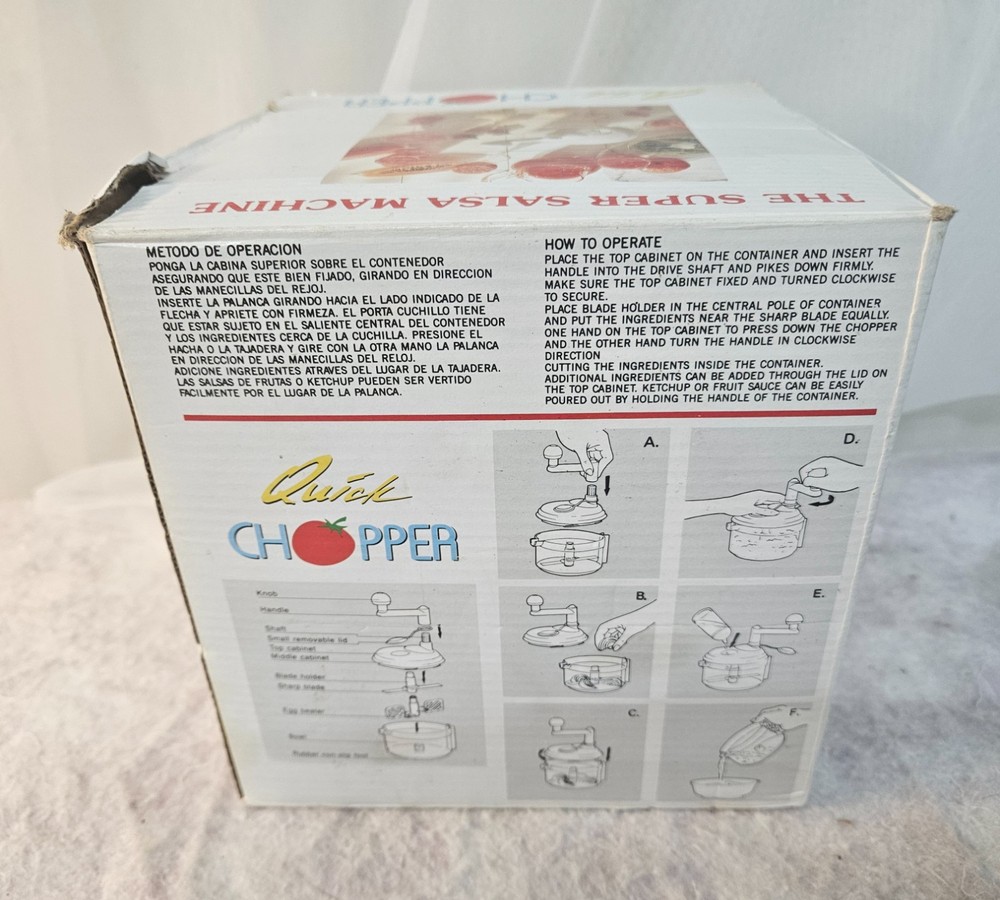 Quick
CHOPPER
THE SUPER SALSA MACHINE
METODO DE OPERACION
PONGA LA CABINA SUPERIOR SOBRE EL CONTENEDOR
ASEGURANDO QUE ESTE BIEN FIJADO, GIRANDO EN DIRECCION
DE LAS MANECILLAS DEL REJOJ.
INSERTE LA PALANCA GIRANDO HACIA EL LADO INDICADO DE LA
FLECHA Y APRIETE CON FIRMEZA. EL PORTA CUCHILLO TIENE
QUE ESTAR SUJETO EN EL SALIENTE CENTRAL DEL CONTENEDOR
Y LOS INGREDIENTES CERCA DE LA CUCHILLA. PRESIONE EL
HACHA O LA TAJADERA Y GIRE CON LA OTRA MANO LA PALANCA
EN DIRECCION DE LAS MANECILLAS DEL RELOJ.
ADICIONE INGREDIENTES ATRAVES DEL LUGAR DE LA TAJADERA.
LAS SALSAS DE FRUTAS O KETCHUP PUEDEN SER VERTIDO
FACILMENTE POR EL LUGAR DE LA PALANCA.
HOW TO OPERATE
PLACE THE TOP CABINET ON THE CONTAINER AND INSERT THE
HANDLE INTO THE DRIVE SHAFT AND PIKES DOWN FIRMLY.
MAKE SURE THE TOP CABINET FIXED AND TURNED CLOCKWISE
TO SECURE.
PLACE BLADE HOLDER IN THE CENTRAL POLE OF CONTAINER
AND PUT THE INGREDIENTS NEAR THE SHARP BLADE EQUALLY.
ONE HAND ON THE TOP CABINET TO PRESS DOWN THE CHOPPER
AND THE OTHER HAND TURN THE HANDLE IN CLOCKWISE
DIRECTION
CUTTING THE INGREDIENTS INSIDE THE CONTAINER.
ADDITIONAL INGREDIENTS CAN BE ADDED THROUGH THE LID ON
THE TOP CABINET. KETCHUP OR FRUIT SAUCE CAN BE EASILY
POURED OUT BY HOLDING THE HANDLE OF THE CONTAINER.
Quick
CHOPPER
Knob
Handle
Shaft
Small removable lid
Top cabinet
Middle cabinet
Blade holder
Sharp blade
Egg beater
Bowl
Rubber non-slip foot
A.
D.
B.
E.
C.
F.